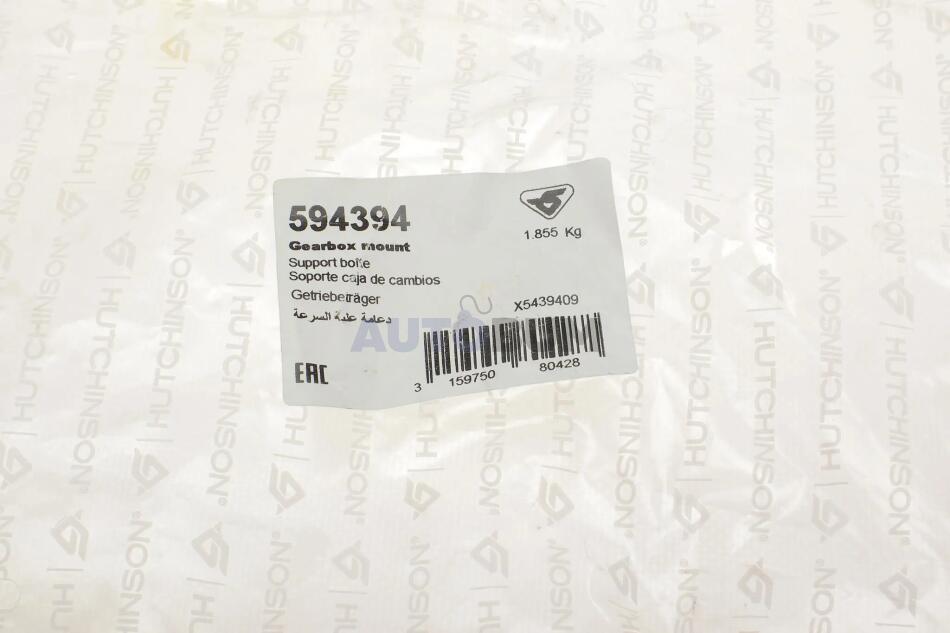 594394
Gearbox mount
Support boîte
Soporte caja de cambios
Getriebeträger
دعامة علبة السرعة
EAC
1.855 Kg
X5439409
3 159750 80428
HUTCHINSON®